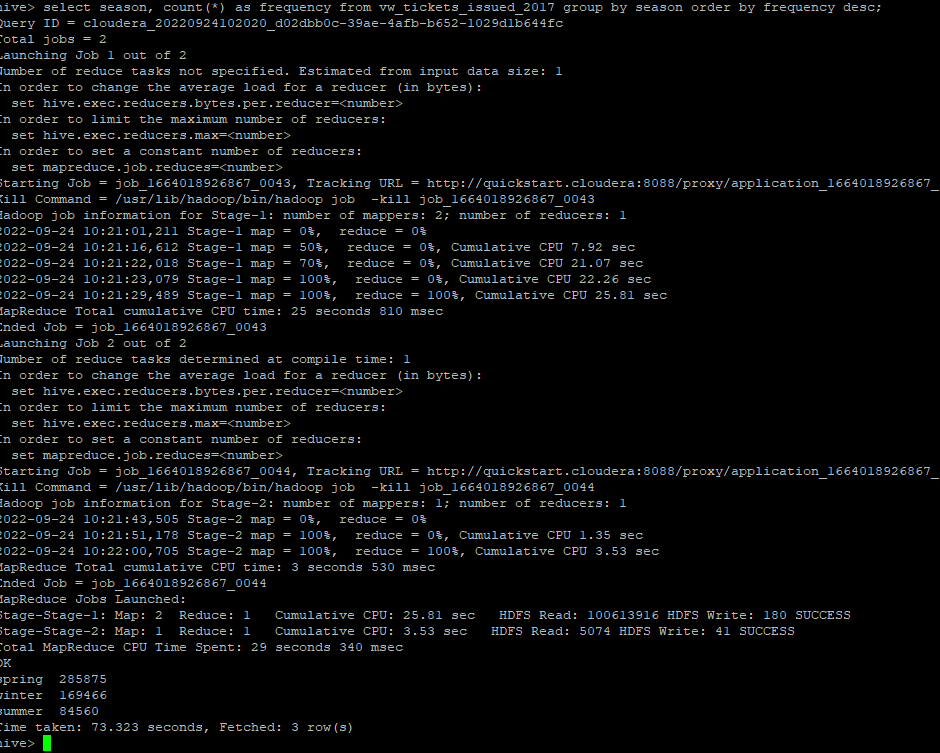 hive> select season, count(*) as frequency from vw_tickets_issued_2017 group by season order by frequency desc;
Query ID = cloudera_20220924102020_d02dbb0c-39ae-4afb-b652-1029d1b644fc
Total jobs = 2
Launching Job 1 out of 2
Number of reduce tasks not specified. Estimated from input data size: 1
In order to change the average load for a reducer (in bytes):
  set hive.exec.reducers.bytes.per.reducer=<number>
In order to limit the maximum number of reducers:
  set hive.exec.reducers.max=<number>
In order to set a constant number of reducers:
  set mapreduce.job.reduces=<number>
Starting Job = job_1664018926867_0043, Tracking URL = http://quickstart.cloudera:8088/proxy/application_1664018926867_
Kill Command = /usr/lib/hadoop/bin/hadoop job  -kill job_1664018926867_0043
Hadoop job information for Stage-1: number of mappers: 2; number of reducers: 1
2022-09-24 10:21:01,211 Stage-1 map = 0%,  reduce = 0%
2022-09-24 10:21:16,612 Stage-1 map = 50%,  reduce = 0%, Cumulative CPU 7.92 sec
2022-09-24 10:21:22,018 Stage-1 map = 70%,  reduce = 0%, Cumulative CPU 21.07 sec
2022-09-24 10:21:23,079 Stage-1 map = 100%,  reduce = 0%, Cumulative CPU 22.26 sec
2022-09-24 10:21:29,489 Stage-1 map = 100%,  reduce = 100%, Cumulative CPU 25.81 sec
MapReduce Total cumulative CPU time: 25 seconds 810 msec
Ended Job = job_1664018926867_0043
Launching Job 2 out of 2
Number of reduce tasks determined at compile time: 1
In order to change the average load for a reducer (in bytes):
  set hive.exec.reducers.bytes.per.reducer=<number>
In order to limit the maximum number of reducers:
  set hive.exec.reducers.max=<number>
In order to set a constant number of reducers:
  set mapreduce.job.reduces=<number>
Starting Job = job_1664018926867_0044, Tracking URL = http://quickstart.cloudera:8088/proxy/application_1664018926867_
Kill Command = /usr/lib/hadoop/bin/hadoop job  -kill job_1664018926867_0044
Hadoop job information for Stage-2: number of mappers: 1; number of reducers: 1
2022-09-24 10:21:43,505 Stage-2 map = 0%,  reduce = 0%
2022-09-24 10:21:51,178 Stage-2 map = 100%,  reduce = 0%, Cumulative CPU 1.35 sec
2022-09-24 10:22:00,705 Stage-2 map = 100%,  reduce = 100%, Cumulative CPU 3.53 sec
MapReduce Total cumulative CPU time: 3 seconds 530 msec
Ended Job = job_1664018926867_0044
MapReduce Jobs Launched:
Stage-Stage-1: Map: 2  Reduce: 1   Cumulative CPU: 25.81 sec   HDFS Read: 100613916 HDFS Write: 180 SUCCESS
Stage-Stage-2: Map: 1  Reduce: 1   Cumulative CPU: 3.53 sec   HDFS Read: 5074 HDFS Write: 41 SUCCESS
Total MapReduce CPU Time Spent: 29 seconds 340 msec
OK
spring  285875
winter  169466
summer  84560
Time taken: 73.323 seconds, Fetched: 3 row(s)
hive>